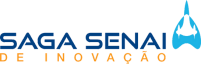 SAGA SENAI
DE INOVAÇÃO